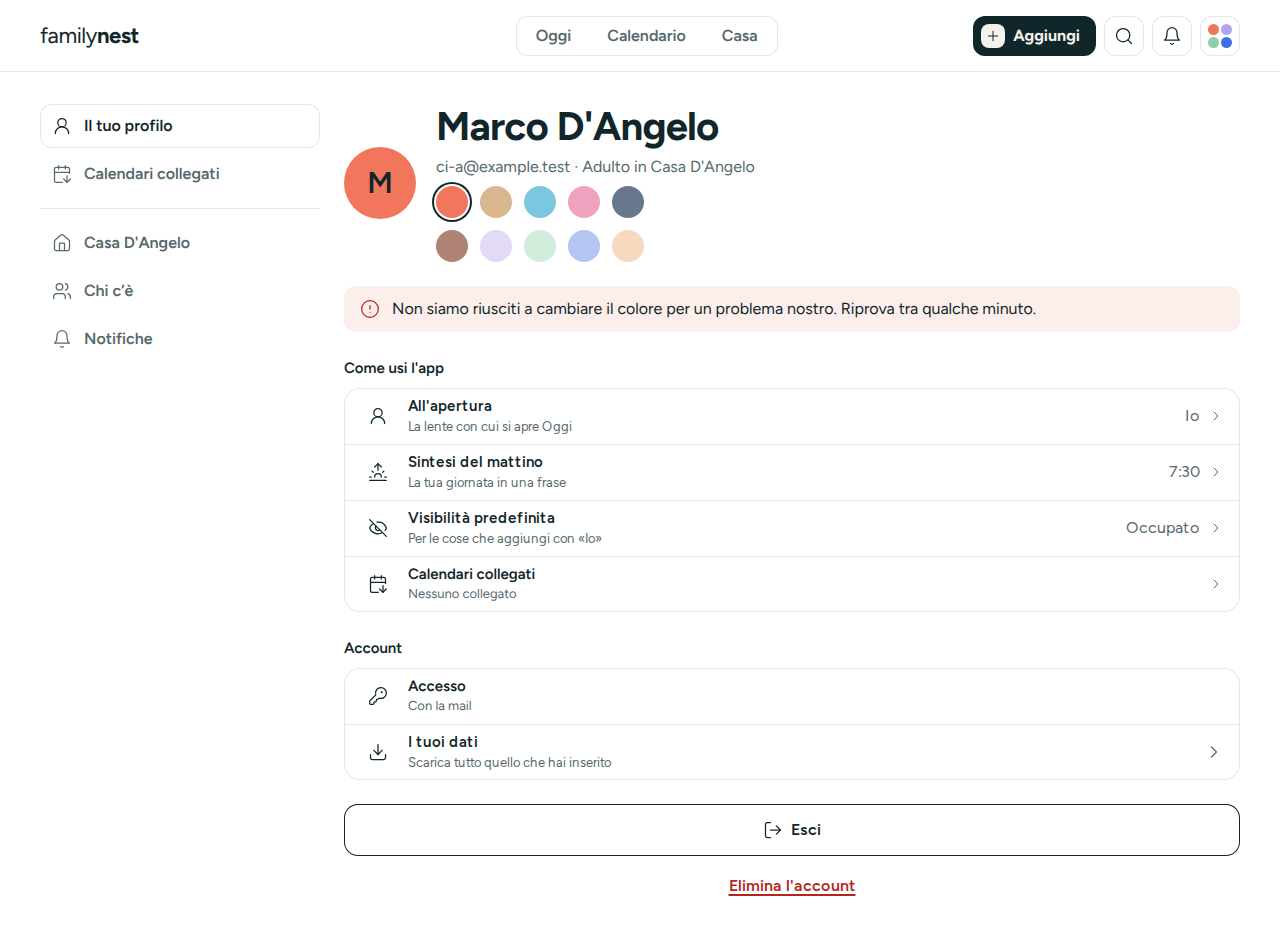 familynest
Oggi
Calendario
Casa
Aggiungi
Il tuo profilo
Calendari collegati
Casa D'Angelo
Chi c’è
Notifiche
M
Marco D'Angelo
ci-a@example.test · Adulto in Casa D'Angelo
Non siamo riusciti a cambiare il colore per un problema nostro. Riprova tra qualche minuto.
Come usi l'app
All'apertura
La lente con cui si apre Oggi
Io
Sintesi del mattino
La tua giornata in una frase
7:30
Visibilità predefinita
Per le cose che aggiungi con «Io»
Occupato
Calendari collegati
Nessuno collegato
Account
Accesso
Con la mail
I tuoi dati
Scarica tutto quello che hai inserito
Esci
Elimina l'account